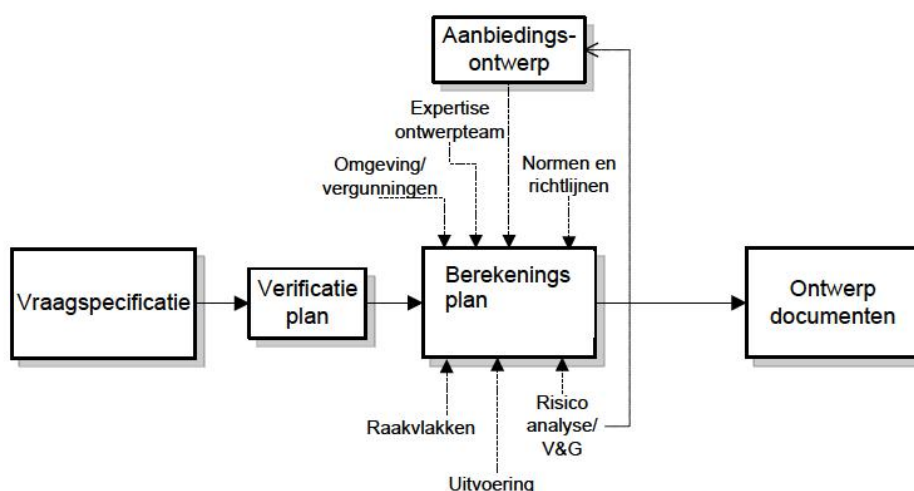 Aanbiedings-
ontwerp
Expertise
ontwerpteam
Omgeving/
vergunningen
Normen en
richtlijnen
Vraagspecificatie
Verificatie
plan
Berekenings
plan
Ontwerp
documenten
Raakvlakken
Uitvoering
Risico
analyse/
V&G